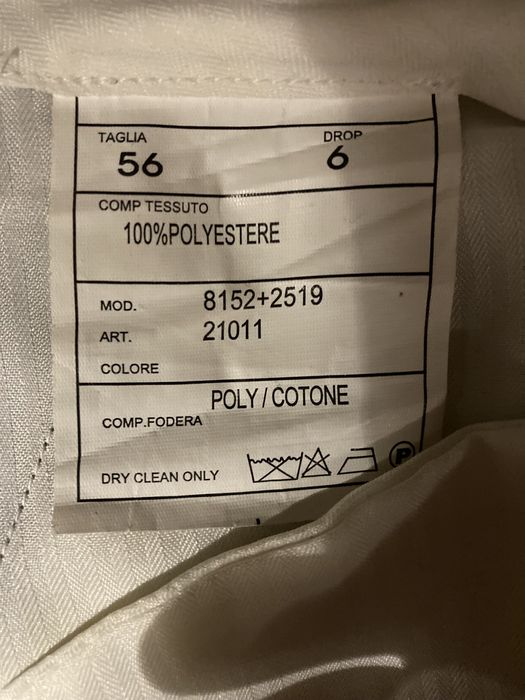 TAGLIA DROP
56 6
COMP TESSUTO
100%POLYESTERE
MOD. 8152+2519
ART. 21011
COLORE
POLY / COTONE
COMP.FODERA
DRY CLEAN ONLY P